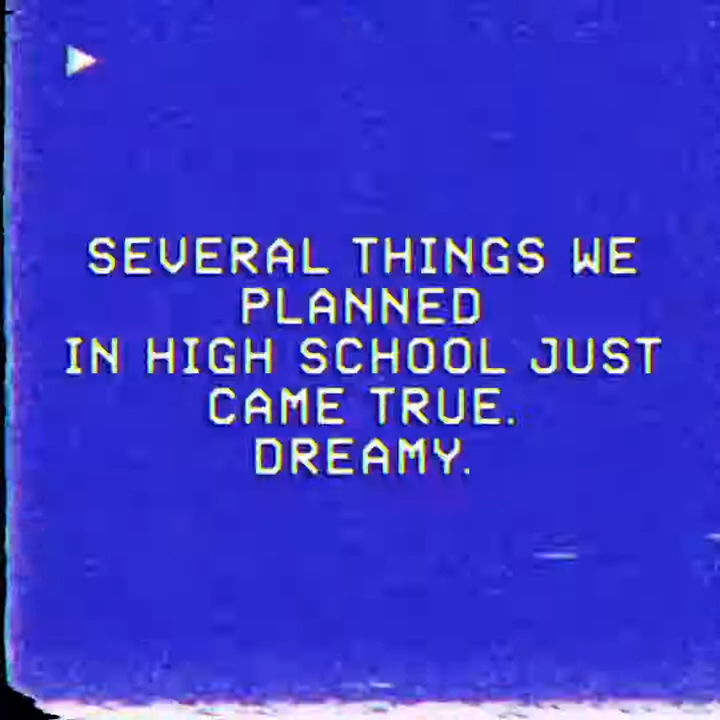 SEVERAL THINGS WE
PLANNED
IN HIGH SCHOOL JUST
CAME TRUE.
DREAMY.